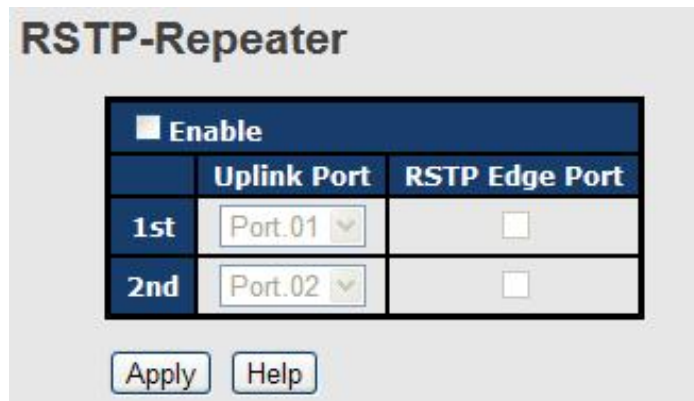 RSTP-Repeater
Enable
Uplink Port RSTP Edge Port
1st Port.01
2nd Port.02
Apply Help